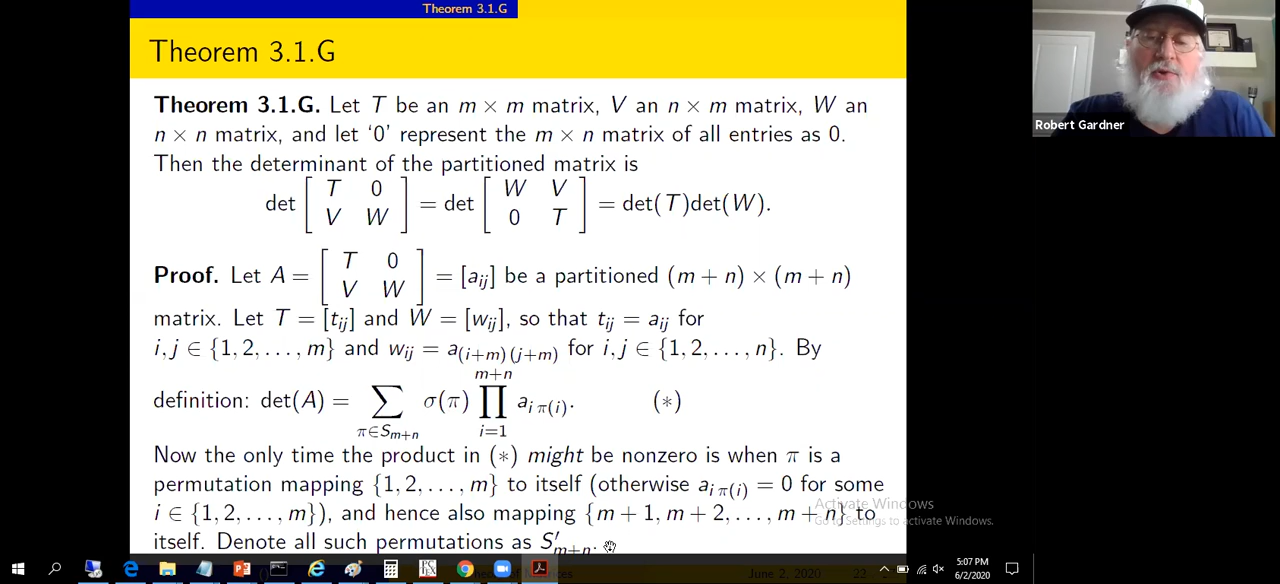 Theorem 3.1.G
Theorem 3.1.G
Theorem 3.1.G. Let T be an m × m matrix, V an n × m matrix, W an
n × n matrix, and let ‘0’ represent the m × n matrix of all entries as 0.
Then the determinant of the partitioned matrix is
det [ T 0 V W ] = det [ W V 0 T ] = det(T)det(W).
Proof. Let A = [ T 0 V W ] = [a_ij] be a partitioned (m + n) × (m + n)
matrix. Let T = [t_ij] and W = [w_ij], so that t_ij = a_ij for
i, j ∈ {1, 2, . . . , m} and w_ij = a_(i+m)(j+m) for i, j ∈ {1, 2, . . . , n}. By
definition: det(A) = ∑_{π∈S_{m+n}} σ(π) ∏_{i=1}^{m+n} a_{i π(i)}. (∗)
Now the only time the product in (∗) might be nonzero is when π is a
permutation mapping {1, 2, . . . , m} to itself (otherwise a_{i π(i)} = 0 for some
i ∈ {1, 2, . . . , m}), and hence also mapping {m + 1, m + 2, . . . , m + n} to
itself. Denote all such permutations as S′_{m+n}.
Robert Gardner
Activate Windows
Go to Settings to activate Windows.
June 2, 2020
5:07 PM
6/2/2020